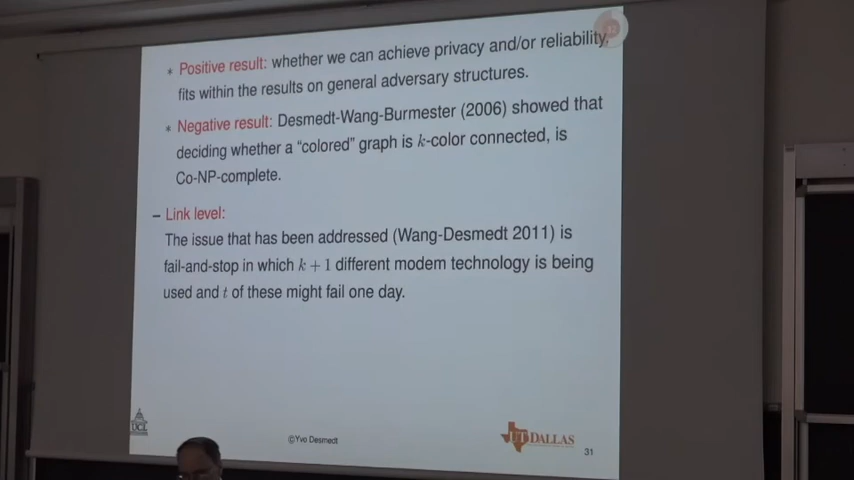 * Positive result: whether we can achieve privacy and/or reliability,
fits within the results on general adversary structures.
* Negative result: Desmedt-Wang-Burmester (2006) showed that
deciding whether a “colored” graph is k-color connected, is
Co-NP-complete.
– Link level:
The issue that has been addressed (Wang-Desmedt 2011) is
fail-and-stop in which k + 1 different modem technology is being
used and t of these might fail one day.
UCL
©Yvo Desmedt
UT DALLAS
31